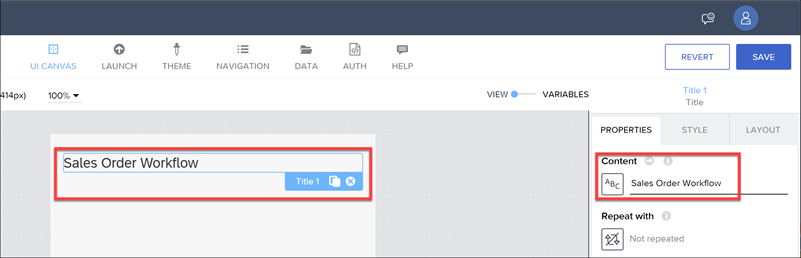 UI CANVAS LAUNCH THEME NAVIGATION DATA AUTH HELP REVERT SAVE
414px) 100% VIEW VARIABLES Title 1
Title
PROPERTIES STYLE LAYOUT
Sales Order Workflow
Title 1
Content
ABC Sales Order Workflow
Repeat with
Not repeated